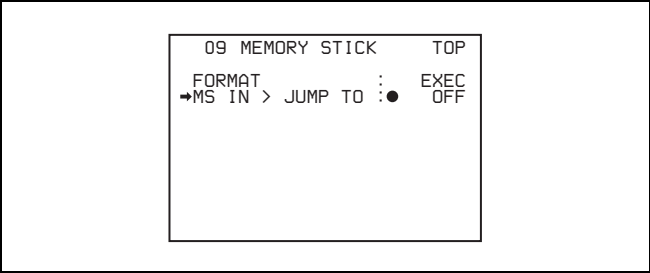 09 MEMORY STICK TOP
FORMAT : EXEC
➡MS IN > JUMP TO :● OFF